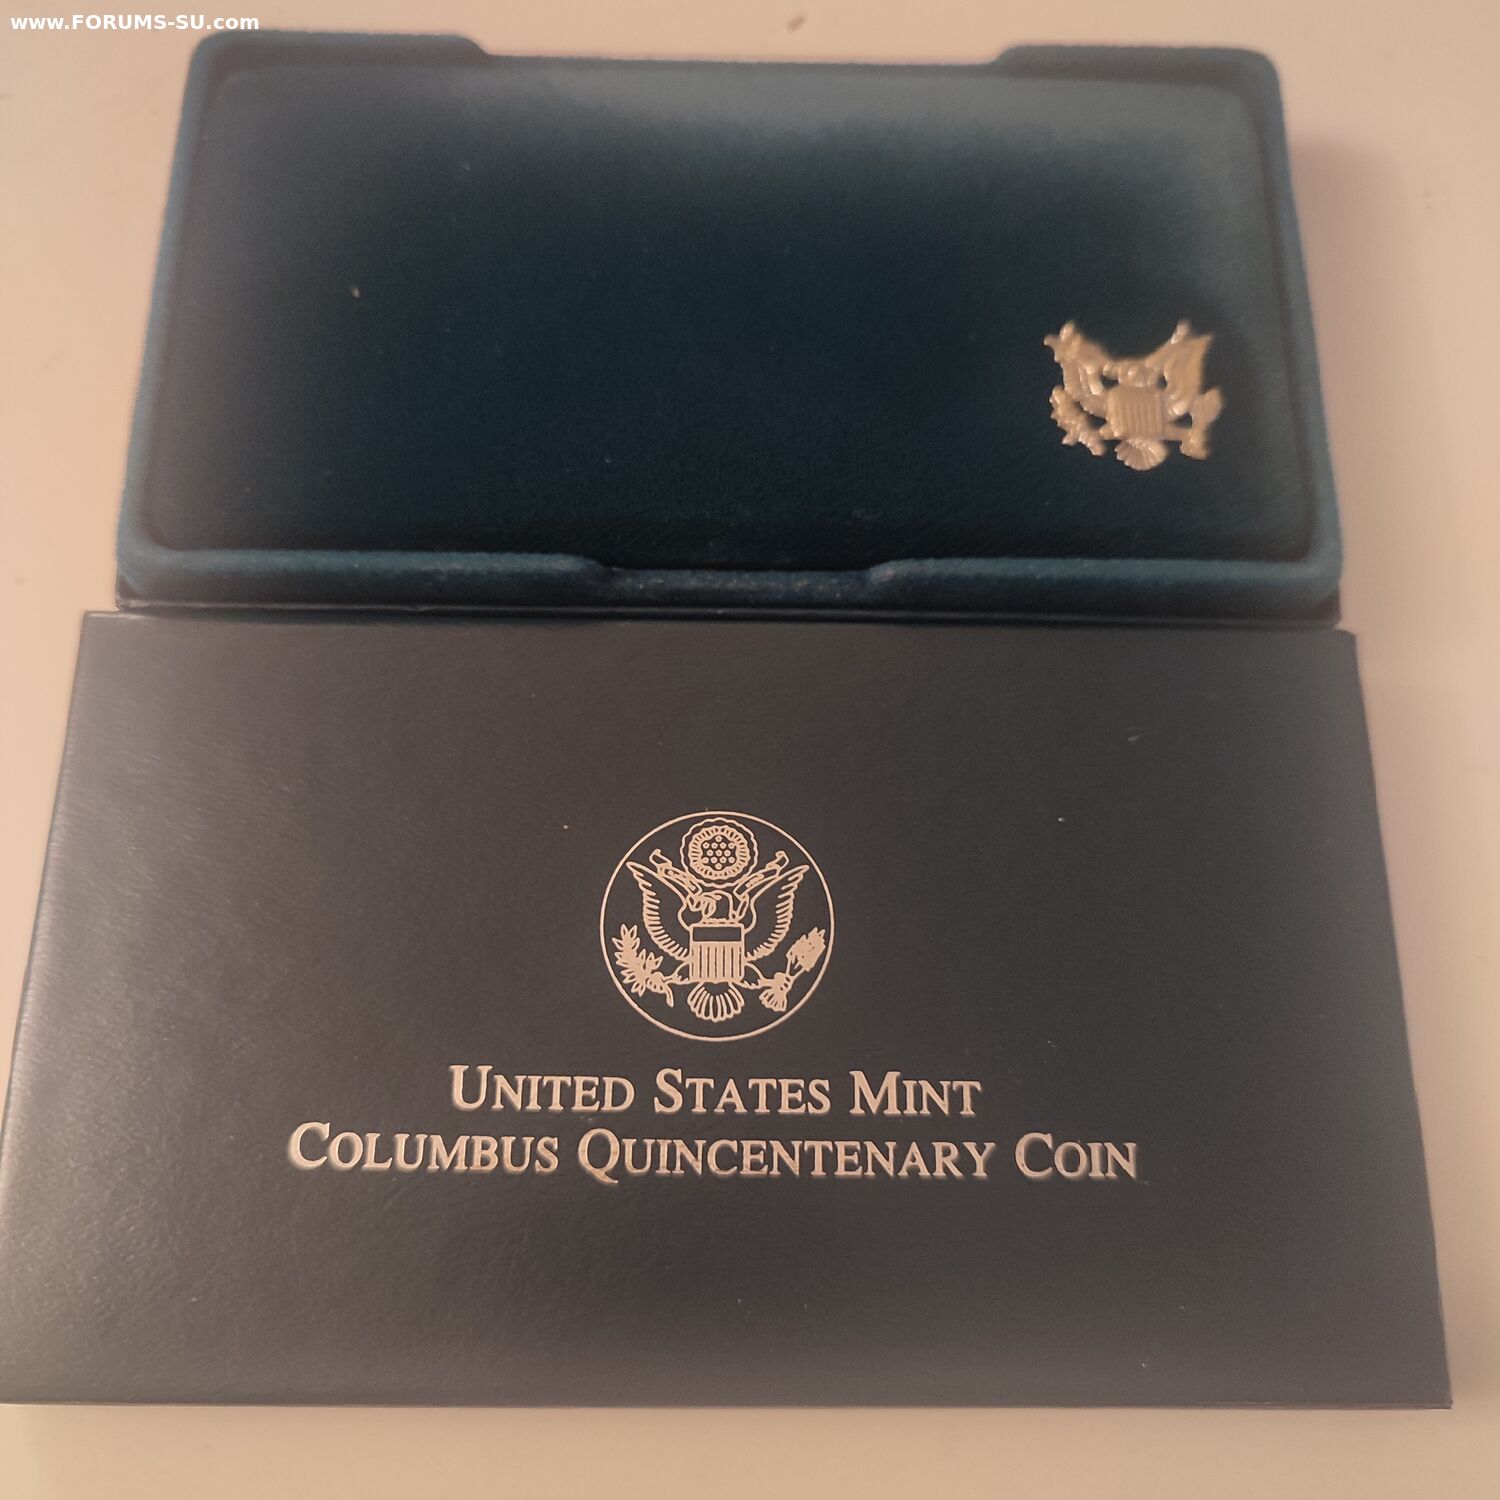 www.FORUMS-SU.com
UNITED STATES MINT
COLUMBUS QUINCENTENARY COIN